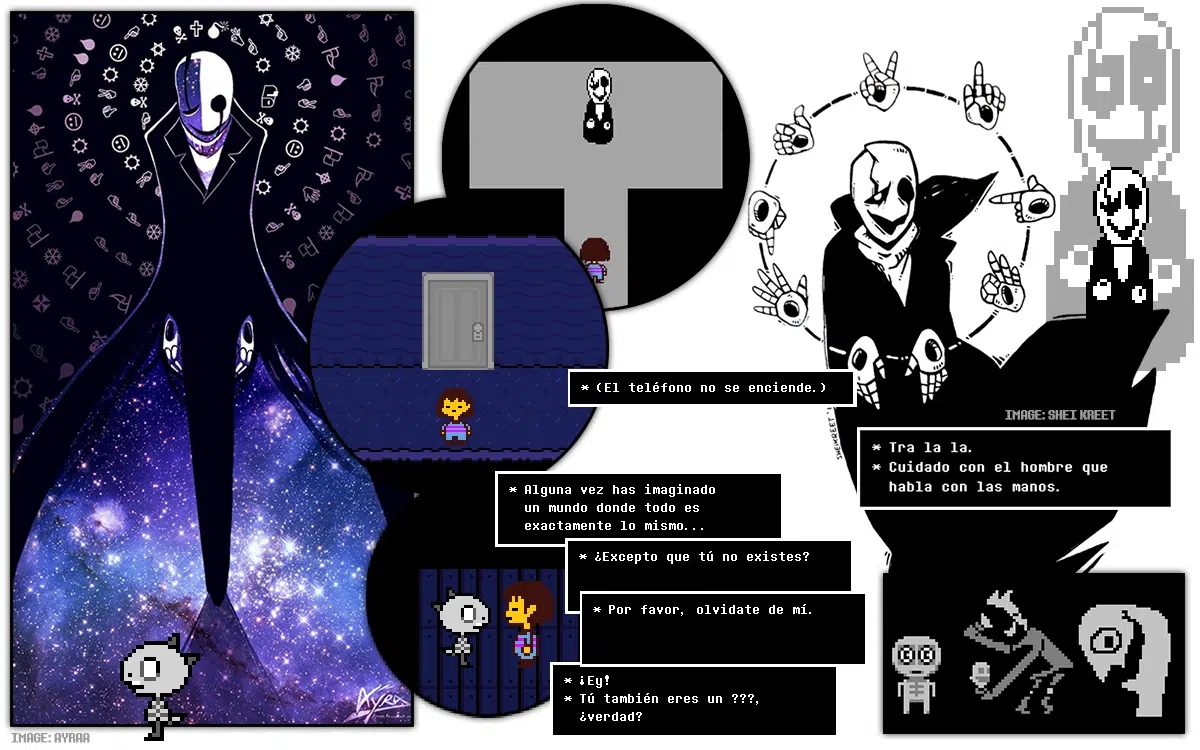 * (El teléfono no se enciende.)
IMAGE: SHEI KREET
SHEIKREET
* Tra la la.
* Cuidado con el hombre que
habla con las manos.
* Alguna vez has imaginado
un mundo donde todo es
exactamente lo mismo...
* ¿Excepto que tú no existes?
* Por favor, olvidate de mí.
* ¡Ey!
* Tú también eres un ???,
¿verdad?
Ayraa
IMAGE: AYRAA